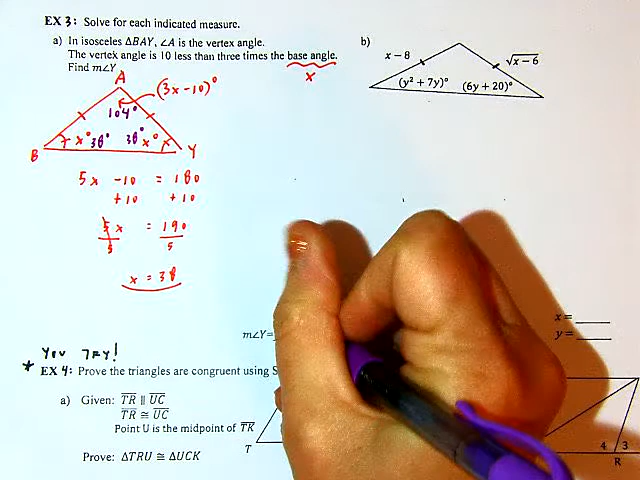 EX 3: Solve for each indicated measure.
a) In isosceles ΔBAY, ∠A is the vertex angle.
The vertex angle is 10 less than three times the base angle.
Find m∠Y
x
A
(3x-10)°
104°
x° 38°
38° x°
B
Y
5x -10 = 180
+10 +10
5x = 190
5 5
x = 38
b)
x − 8
√x − 6
(y² + 7y)°
(6y + 20)°
m∠Y=
x = ____
y = ____
YOU TRY!
* EX 4: Prove the triangles are congruent using S
a) Given: TR ∥ UC
TR ≅ UC
Point U is the midpoint of TK
Prove: ΔTRU ≅ ΔUCK
T
4 3
R